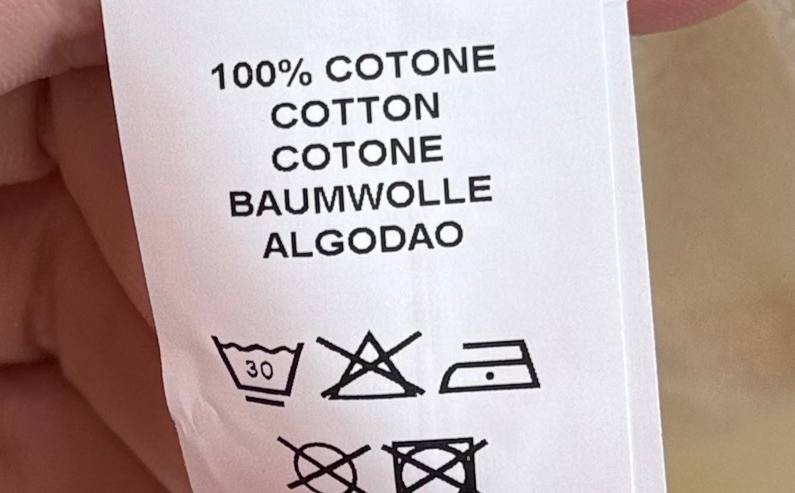 100% COTONE
COTTON
COTONE
BAUMWOLLE
ALGODAO
30